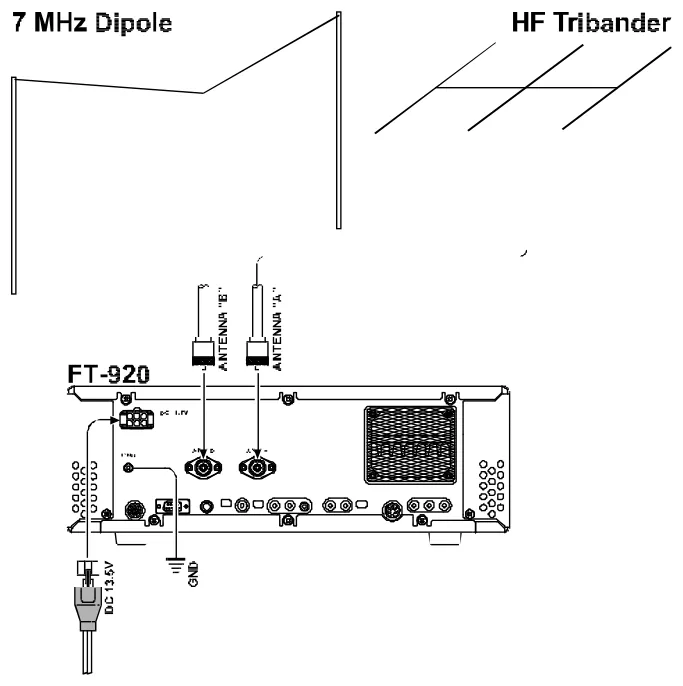 7 MHz Dipole
HF Tribander
ANTENNA "B"
ANTENNA "A"
FT-920
GND
DC 13.5V